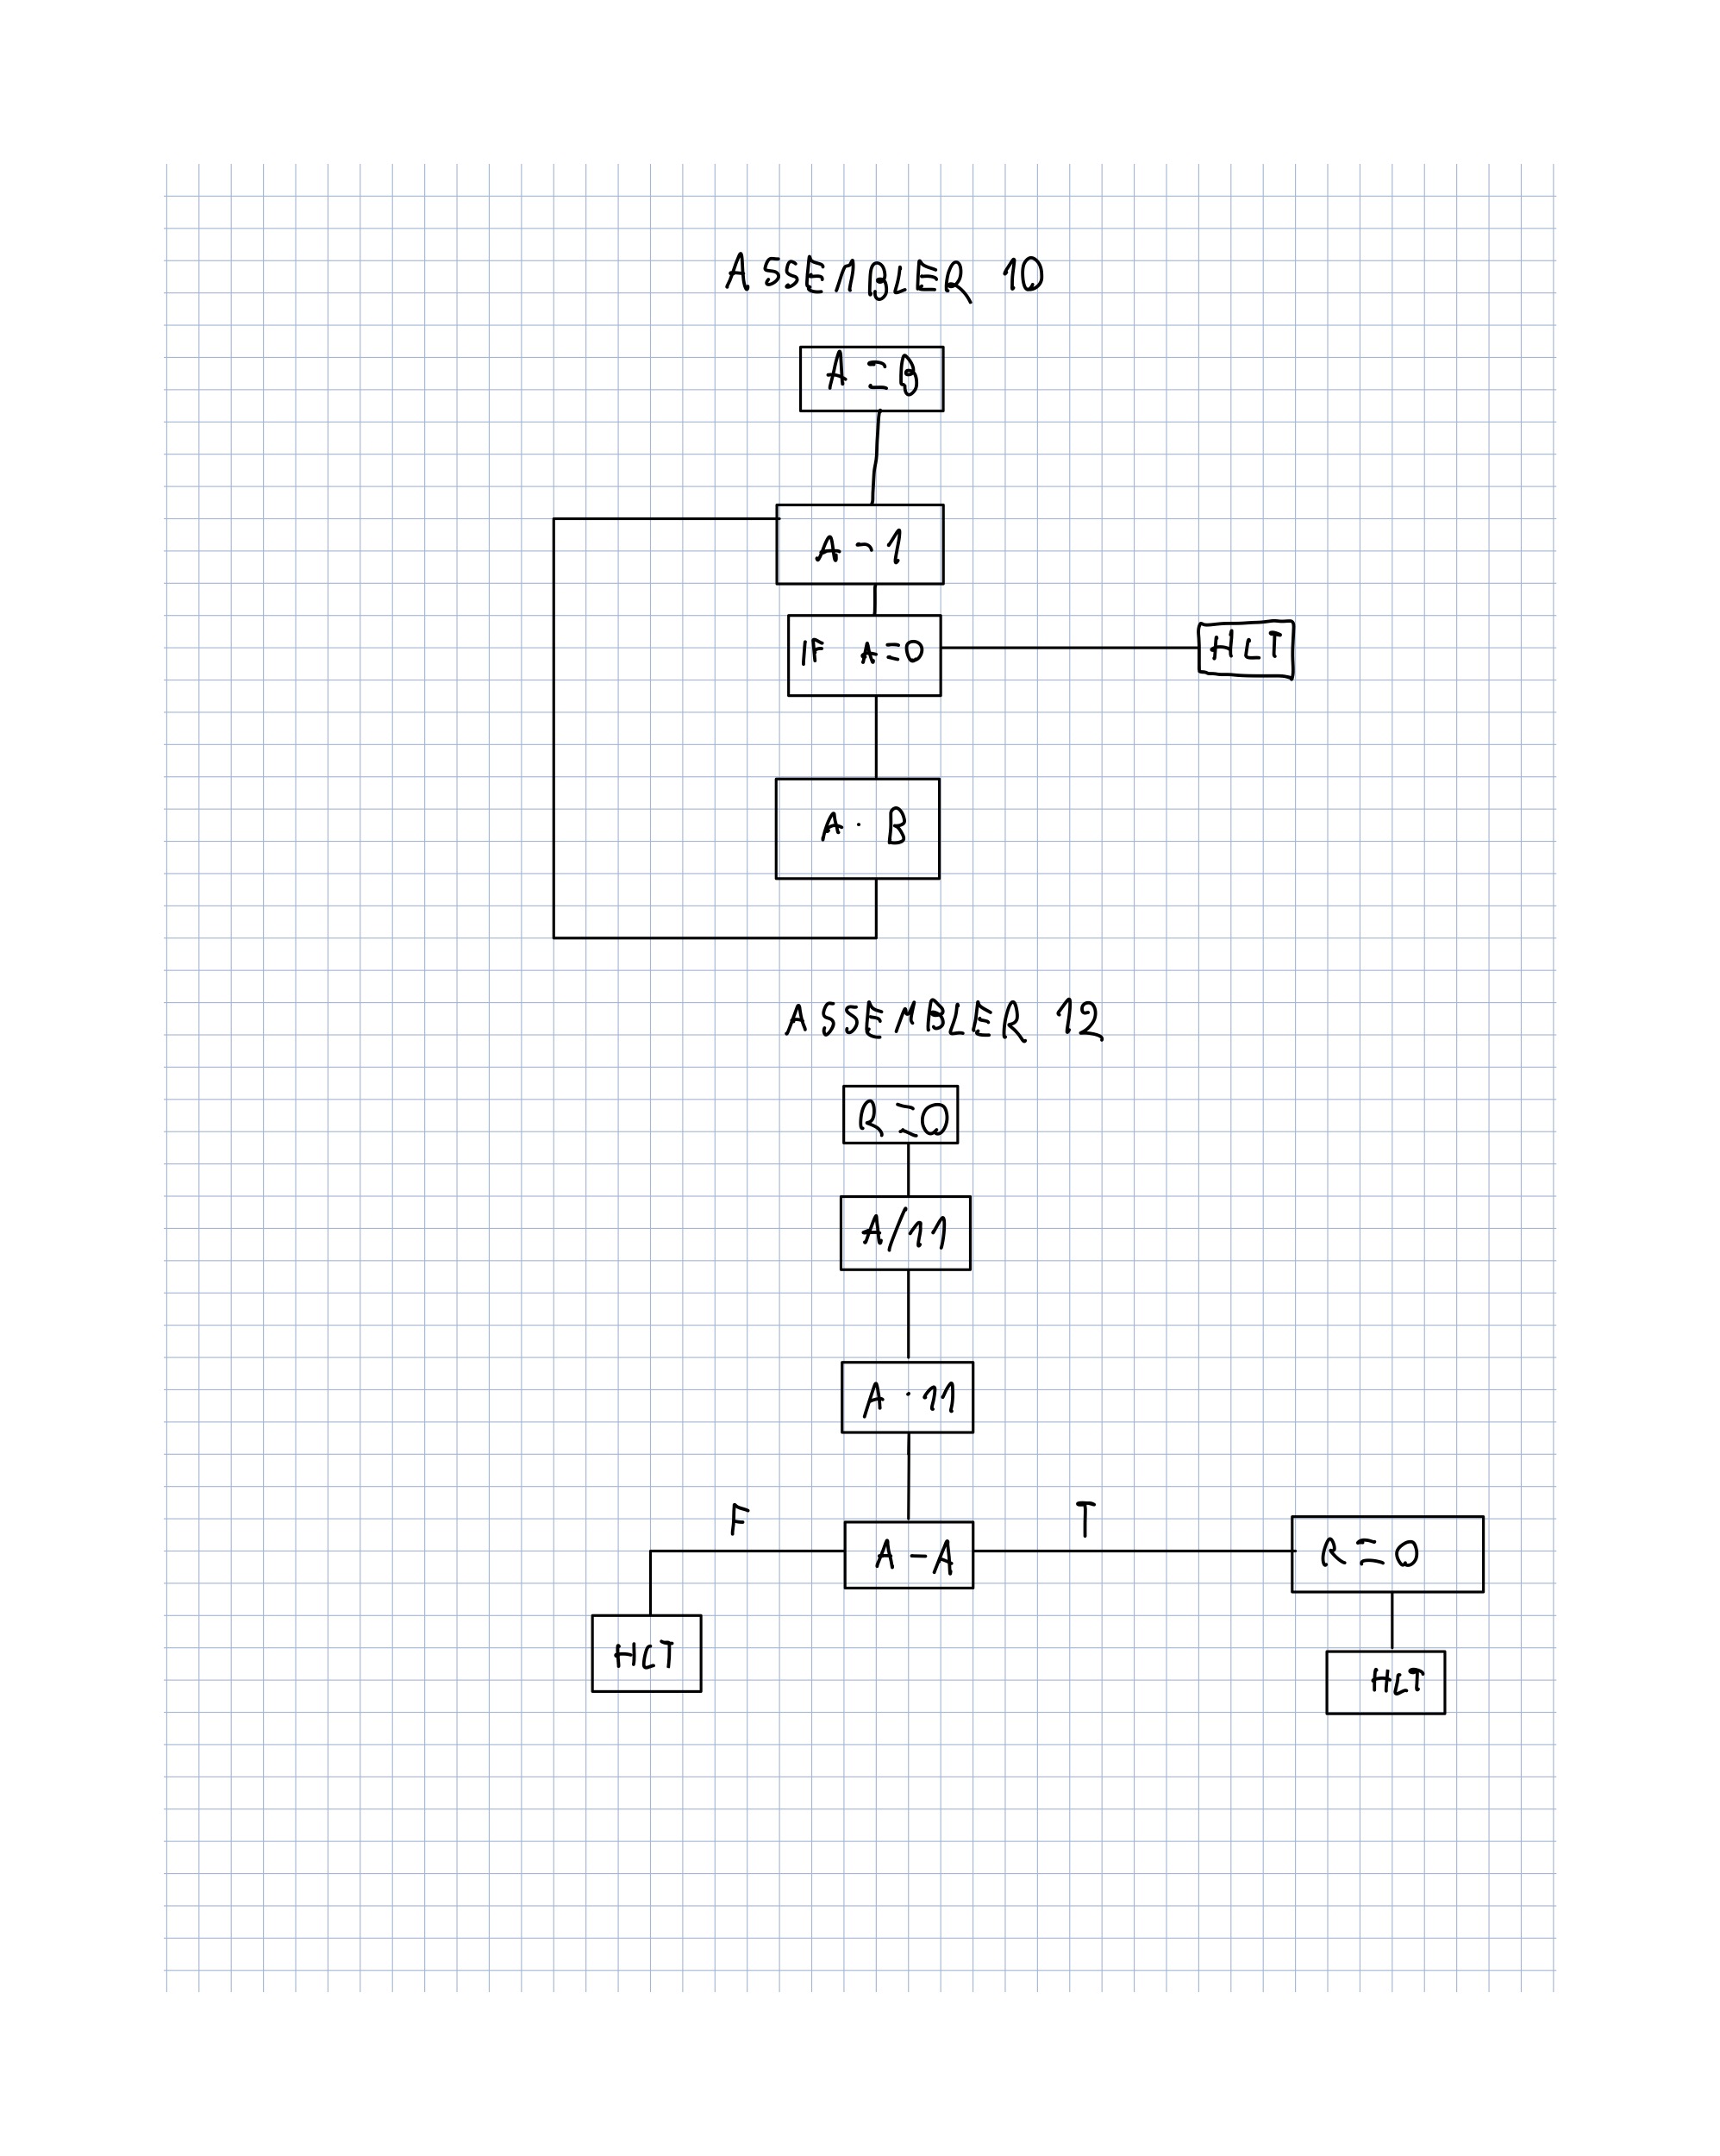 ASSEMBLER 10
A = B
A - 1
IF A=0
HLT
A · B
ASSEMBLER 12
R = 0
A/11
A · 11
F
T
A - A
R = 0
HLT
HLT